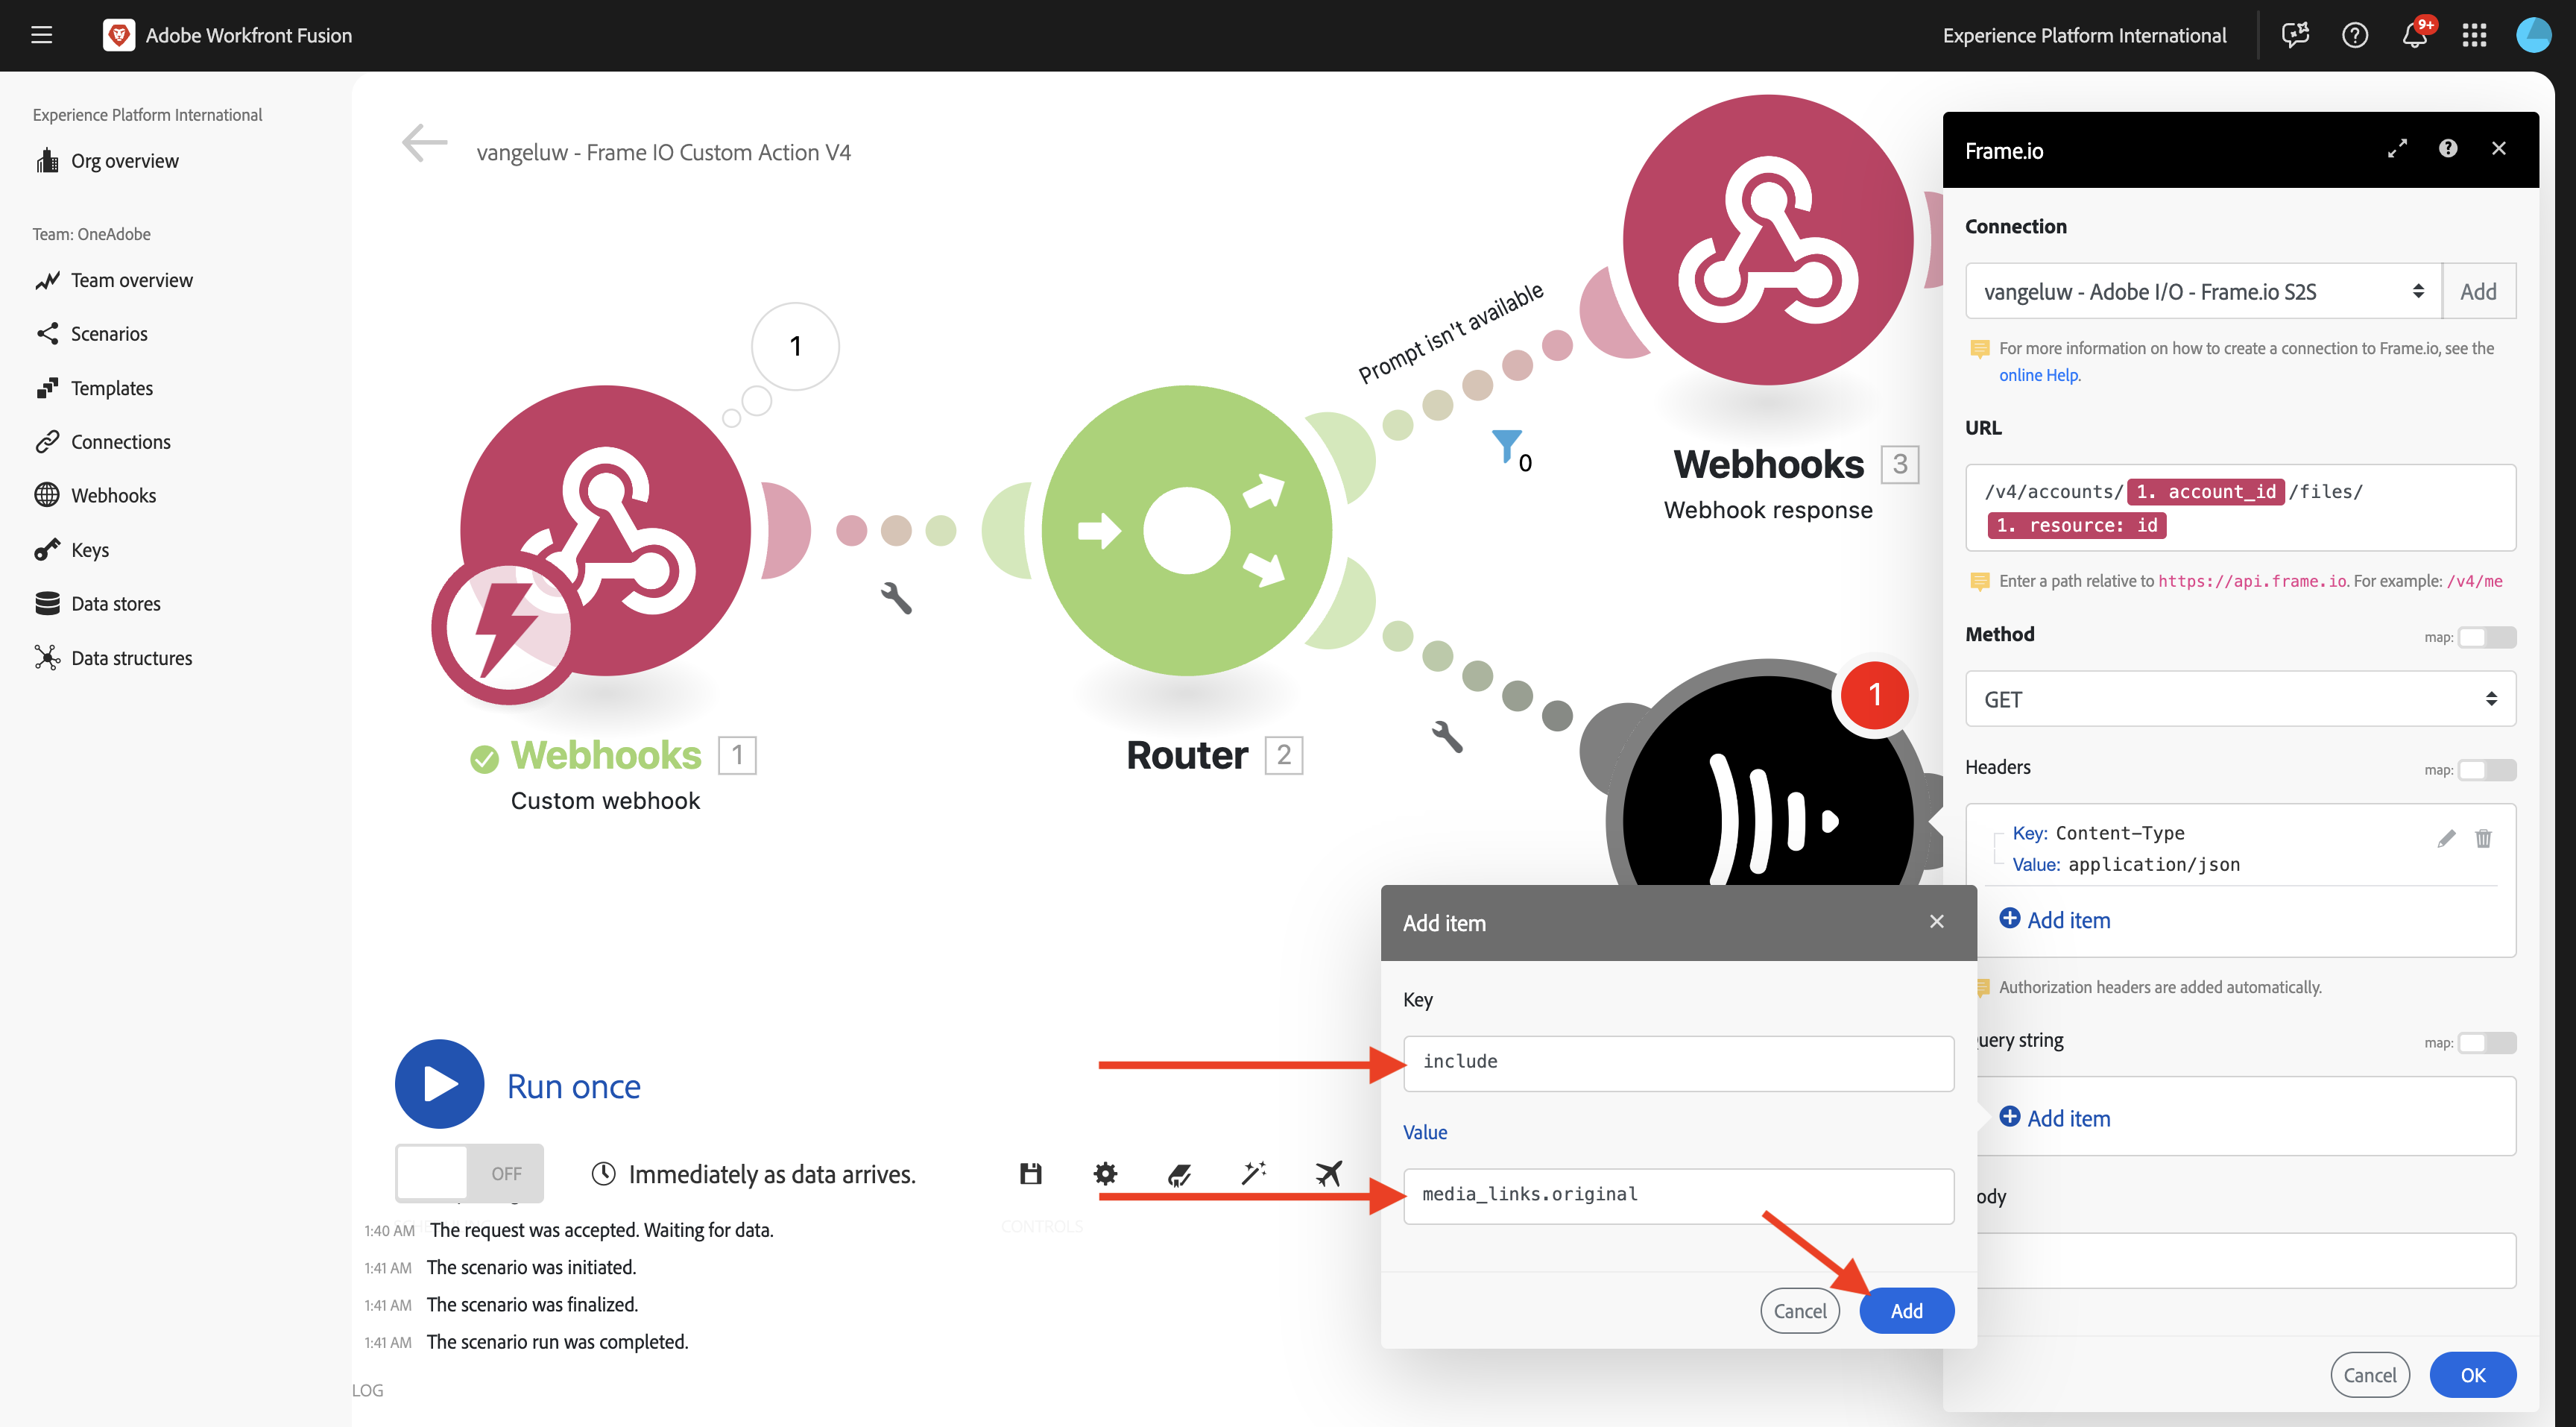 Adobe Workfront Fusion
Experience Platform International
9+
Experience Platform International
Org overview
Team: OneAdobe
Team overview
Scenarios
Templates
Connections
Webhooks
Keys
Data stores
Data structures
vangeluw - Frame IO Custom Action V4
1
Webhooks 1
Custom webhook
Router 2
Prompt isn't available
0
Webhooks 3
Webhook response
1
Run once
OFF
Immediately as data arrives.
CONTROLS
1:40 AM The request was accepted. Waiting for data.
1:41 AM The scenario was initiated.
1:41 AM The scenario was finalized.
1:41 AM The scenario run was completed.
LOG
Add item
Key
include
Value
media_links.original
Cancel
Add
Frame.io
Connection
vangeluw - Adobe I/O - Frame.io S2S
Add
For more information on how to create a connection to Frame.io, see the
online Help.
URL
/v4/accounts/ 1. account_id /files/
1. resource: id
Enter a path relative to https://api.frame.io. For example: /v4/me
Method
map:
GET
Headers
map:
Key: Content-Type
Value: application/json
Add item
Authorization headers are added automatically.
uery string
map:
Add item
ody
Cancel
OK